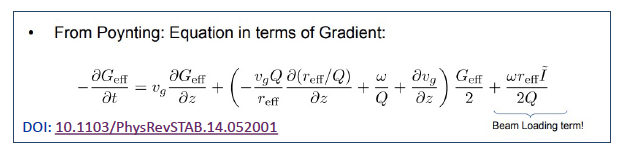 • From Poynting: Equation in terms of Gradient:
$-\frac{\partial G_{\text{eff}}}{\partial t} = v_g \frac{\partial G_{\text{eff}}}{\partial z} + \left( -\frac{v_g Q}{r_{\text{eff}}} \frac{\partial (r_{\text{eff}}/Q)}{\partial z} + \frac{\omega}{Q} + \frac{\partial v_g}{\partial z} \right) \frac{G_{\text{eff}}}{2} + \frac{\omega r_{\text{eff}} \tilde{I}}{2Q}$
DOI: 10.1103/PhysRevSTAB.14.052001
Beam Loading term!